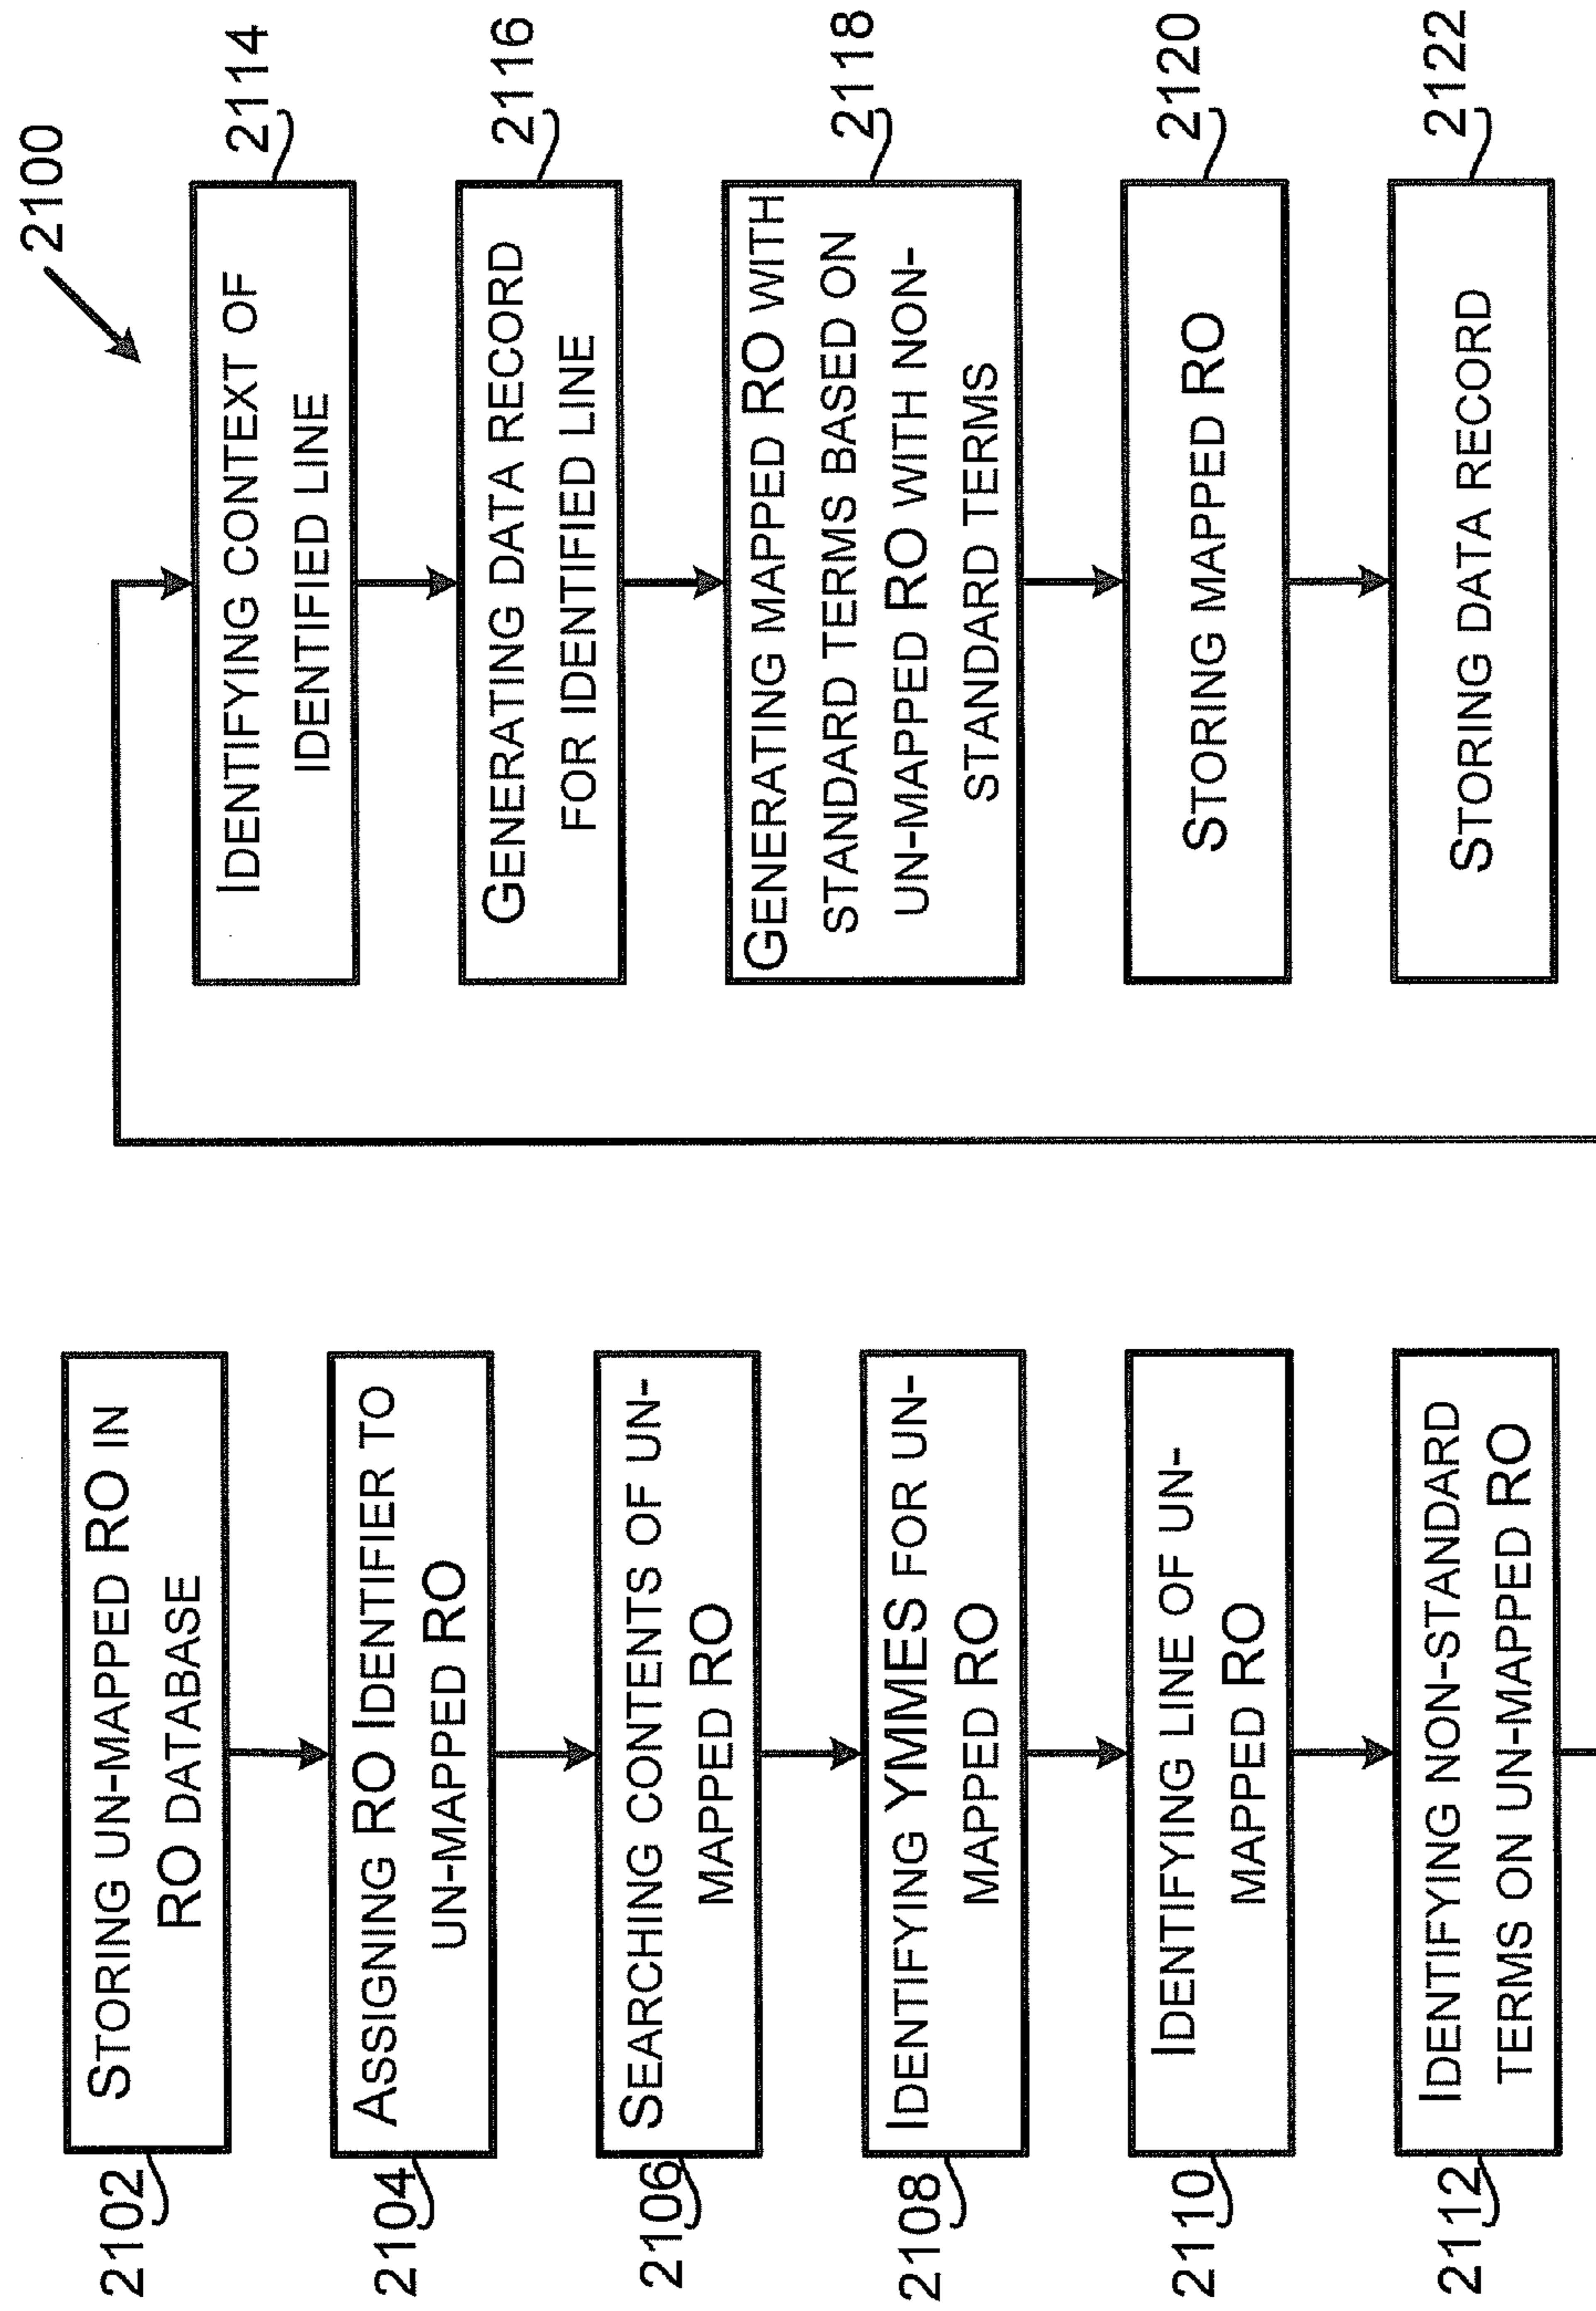 2100
2102
STORING UN-MAPPED RO IN
RO DATABASE
2104
ASSIGNING RO IDENTIFIER TO
UN-MAPPED RO
2106
SEARCHING CONTENTS OF UN-
MAPPED RO
2108
IDENTIFYING YMMES FOR UN-
MAPPED RO
2110
IDENTIFYING LINE OF UN-
MAPPED RO
2112
IDENTIFYING NON-STANDARD
TERMS ON UN-MAPPED RO
2114
IDENTIFYING CONTEXT OF
IDENTIFIED LINE
2116
GENERATING DATA RECORD
FOR IDENTIFIED LINE
2118
GENERATING MAPPED RO WITH
STANDARD TERMS BASED ON
UN-MAPPED RO WITH NON-
STANDARD TERMS
2120
STORING MAPPED RO
2122
STORING DATA RECORD